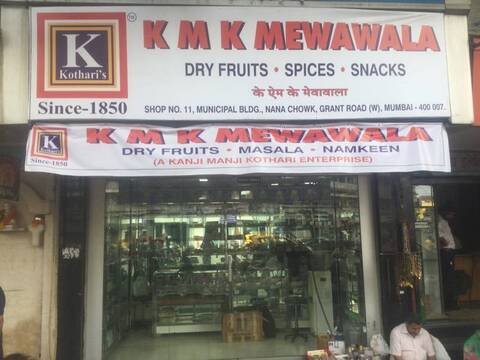 K
Kothari's
Since-1850
TM
K M K MEWAWALA
DRY FRUITS • SPICES • SNACKS
के ऐम के मेवावाला
SHOP NO. 11, MUNICIPAL BLDG., NANA CHOWK, GRANT ROAD (W), MUMBAI - 400 007.
K
Since-1850
K M K MEWAWALA
DRY FRUITS - MASALA - NAMKEEN
(A KANJI MANJI KOTHARI ENTERPRISE)